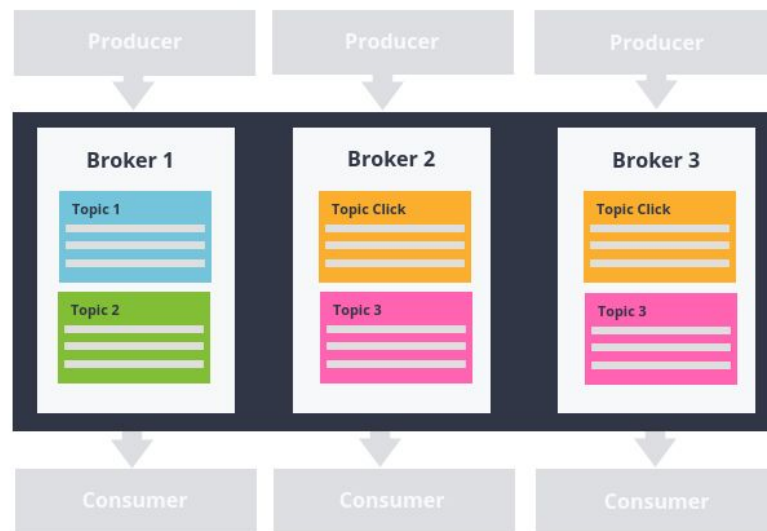 Producer
Producer
Producer
Broker 1
Broker 2
Broker 3
Topic 1
Topic Click
Topic Click
Topic 2
Topic 3
Topic 3
Consumer
Consumer
Consumer